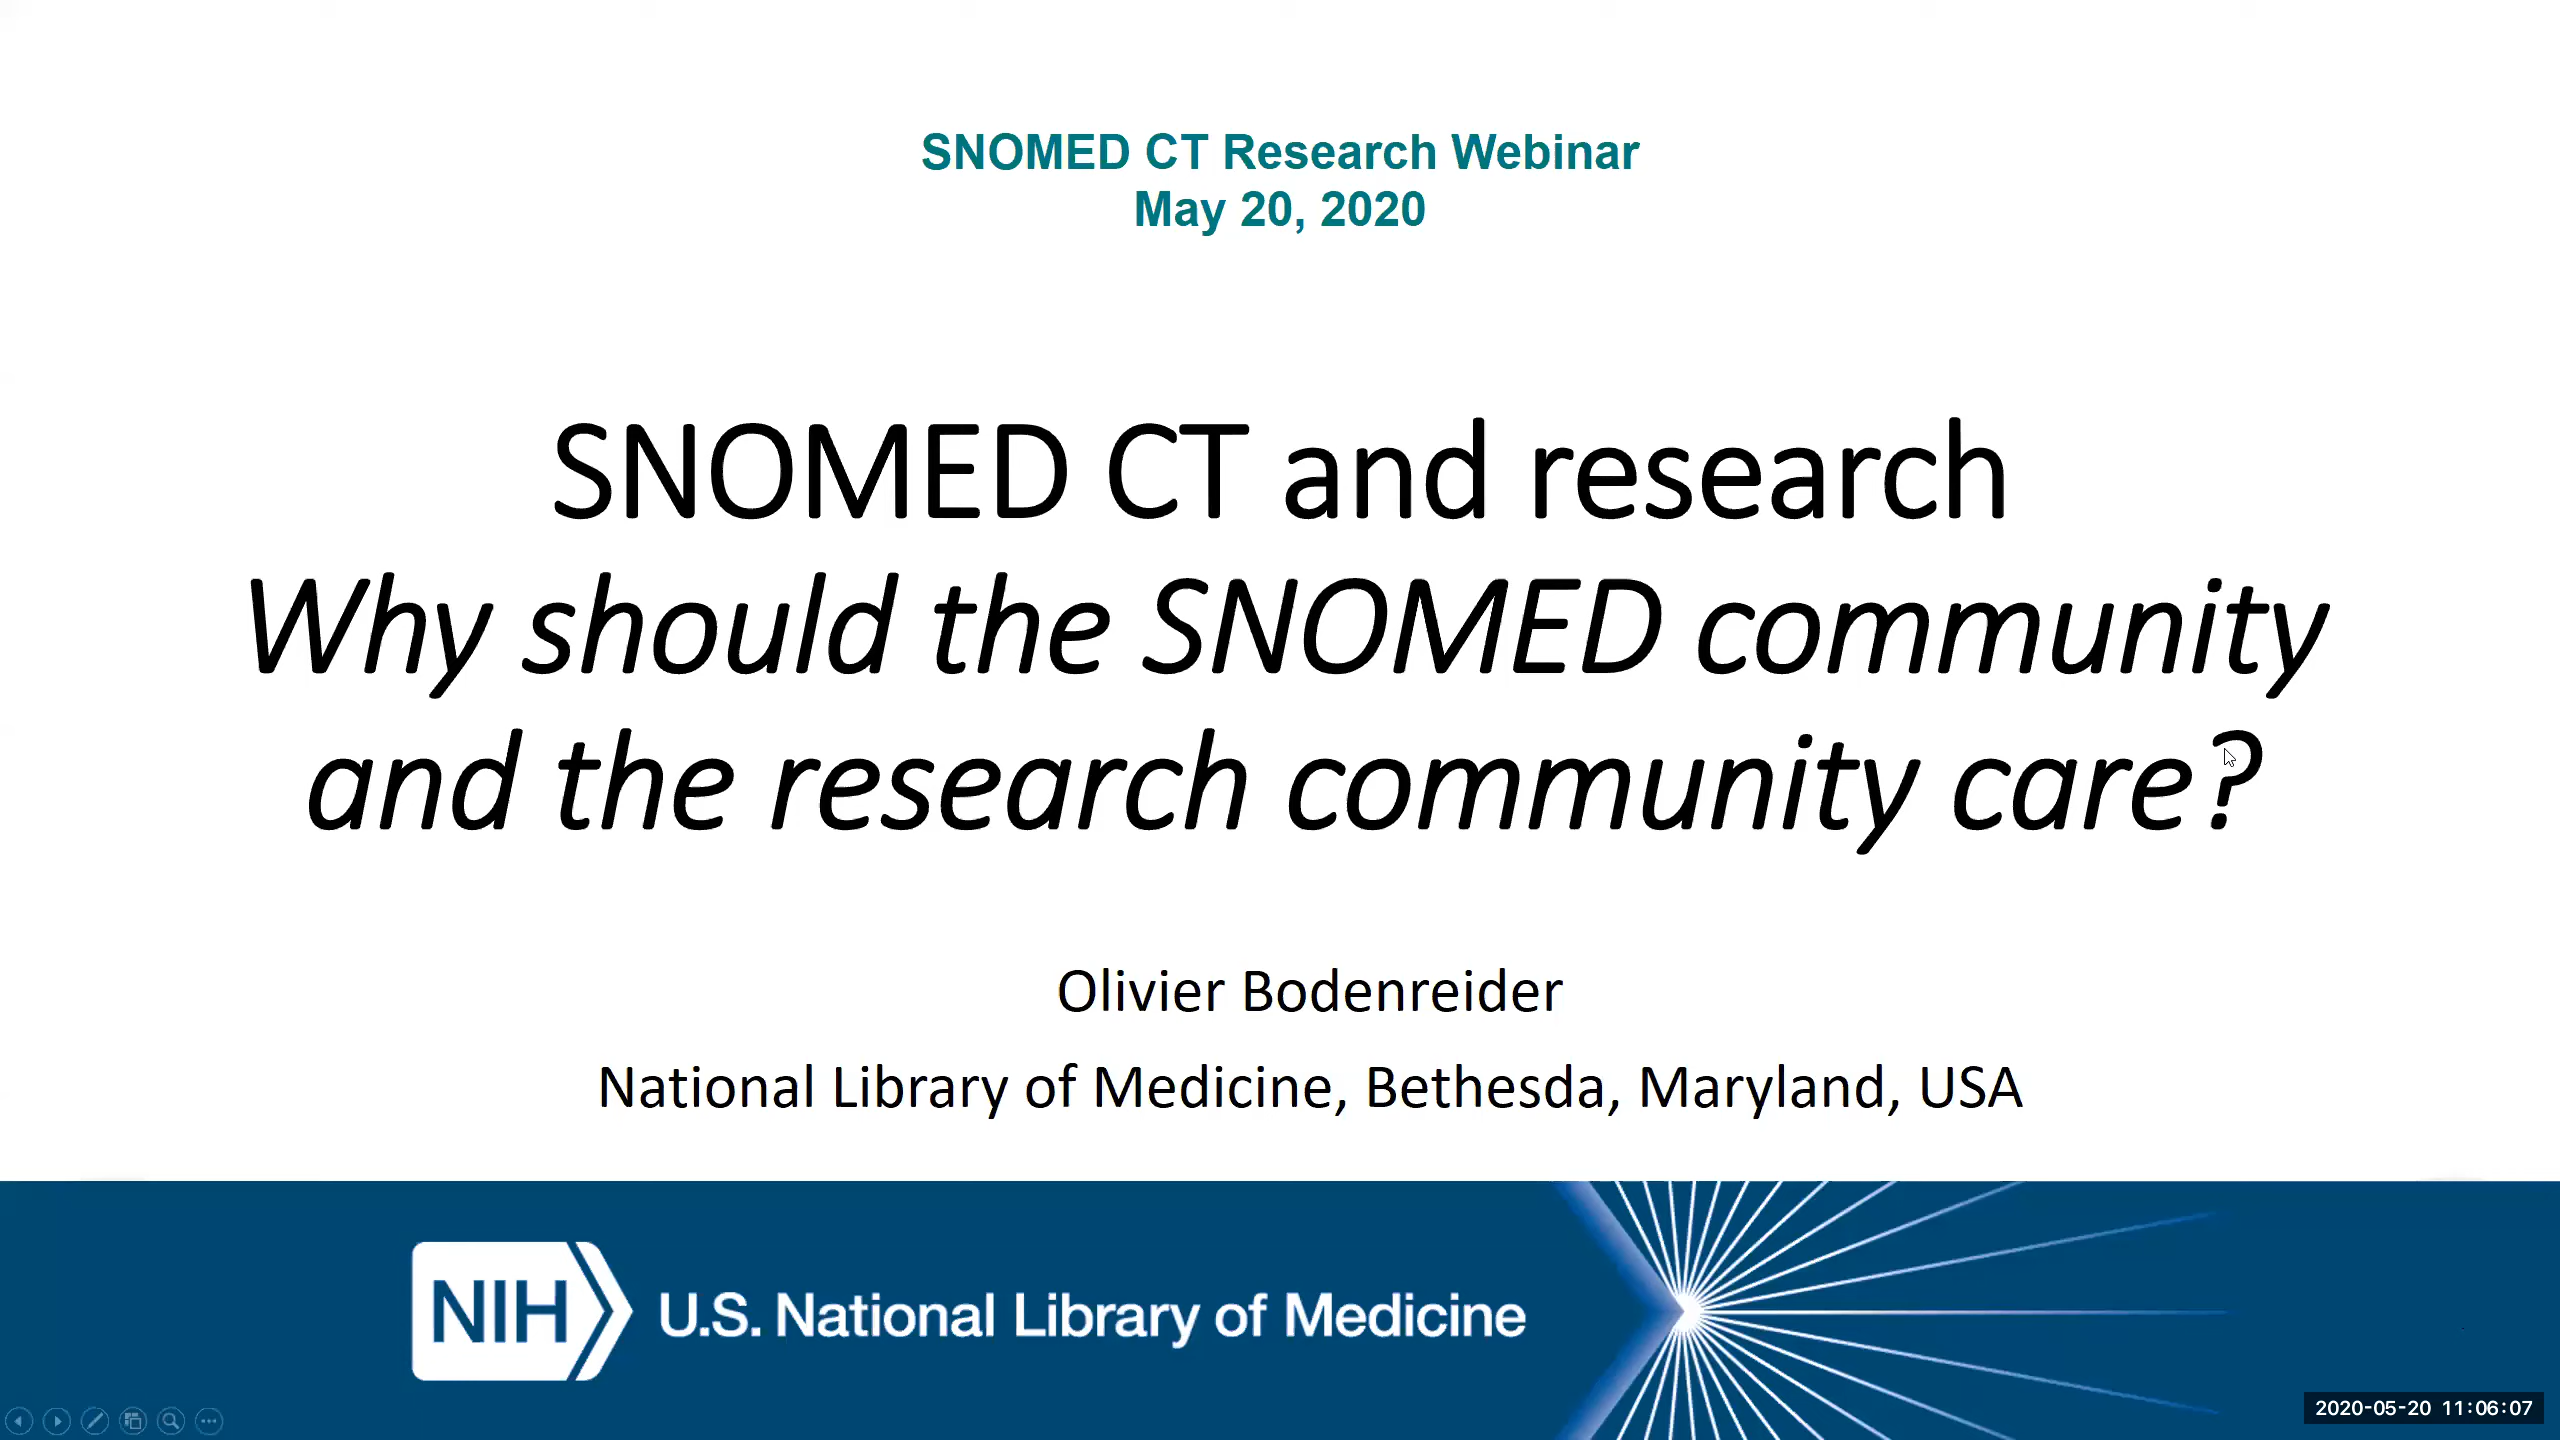 SNOMED CT Research Webinar
May 20, 2020
SNOMED CT and research
Why should the SNOMED community
and the research community care?
Olivier Bodenreider
National Library of Medicine, Bethesda, Maryland, USA
NIH U.S. National Library of Medicine
2020-05-20 11:06:07